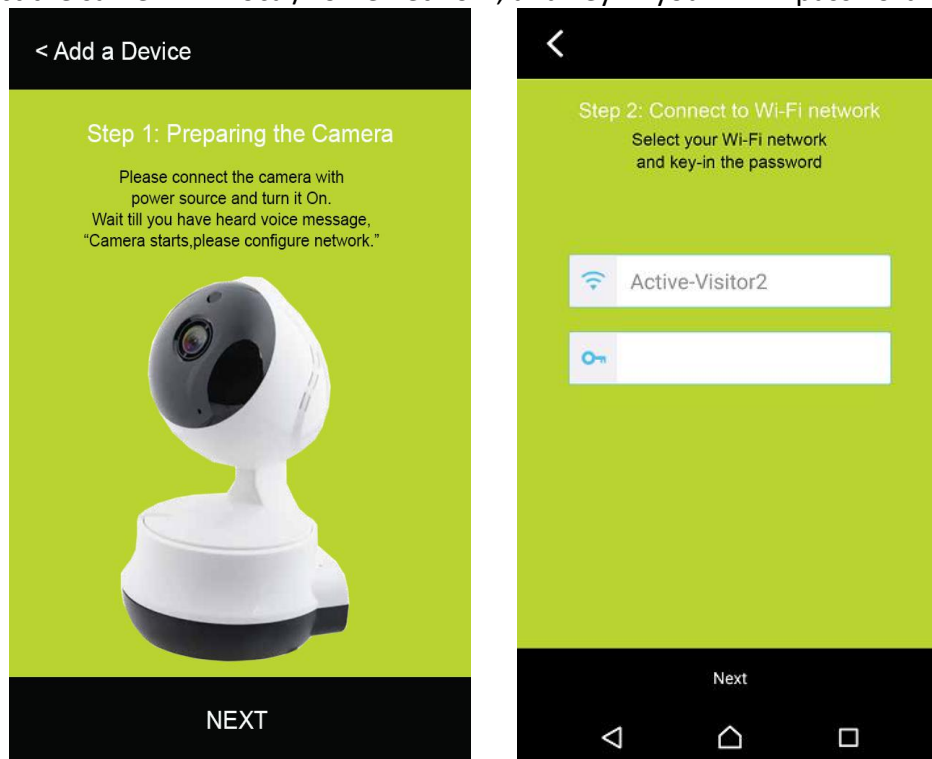 < Add a Device
Step 1: Preparing the Camera
Please connect the camera with
power source and turn it On.
Wait till you have heard voice message,
“Camera starts,please configure network.”
NEXT
Step 2: Connect to Wi-Fi network
Select your Wi-Fi network
and key-in the password
Active-Visitor2
Next